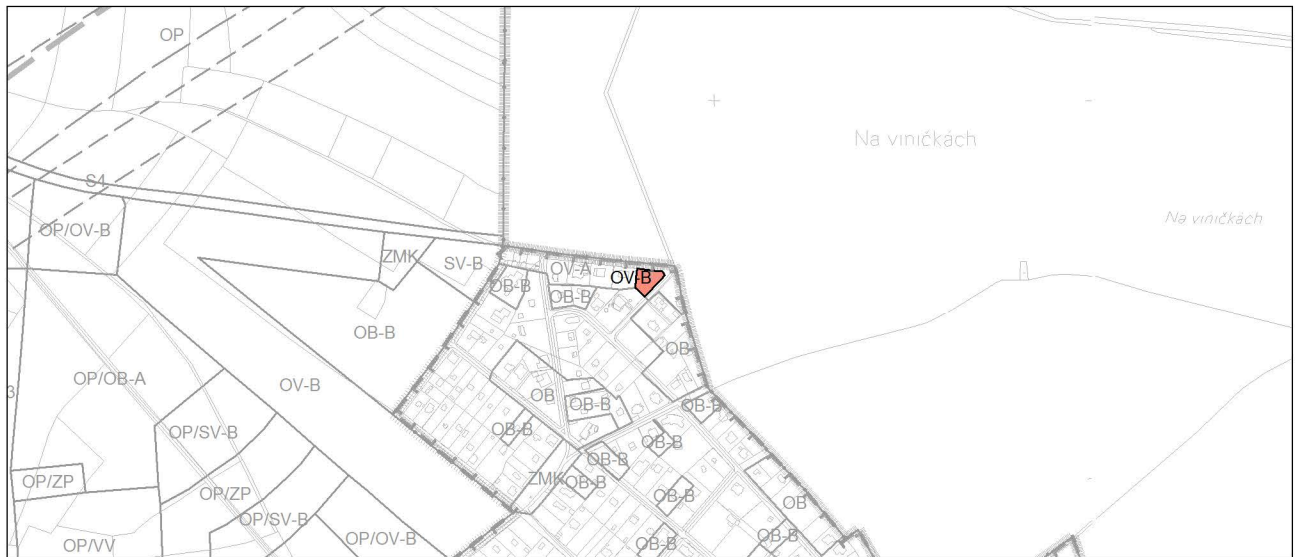 OP
Na viničkách
S4
Na viničkách
OP/OV-B
ZMK
SV-B
OV-A
OV-B
OB-B
OB-B
OB-B
OB
OP/OB-A
3
OV-B
OB
OB-B
OB-B
OP/SV-B
OB-B
OB-B
OB-B
OP/ZP
OP/ZP
ZMK
OB-B
OB-B
OB
OP/SV-B
OP/VV
OP/OV-B
OB-B
OB-B